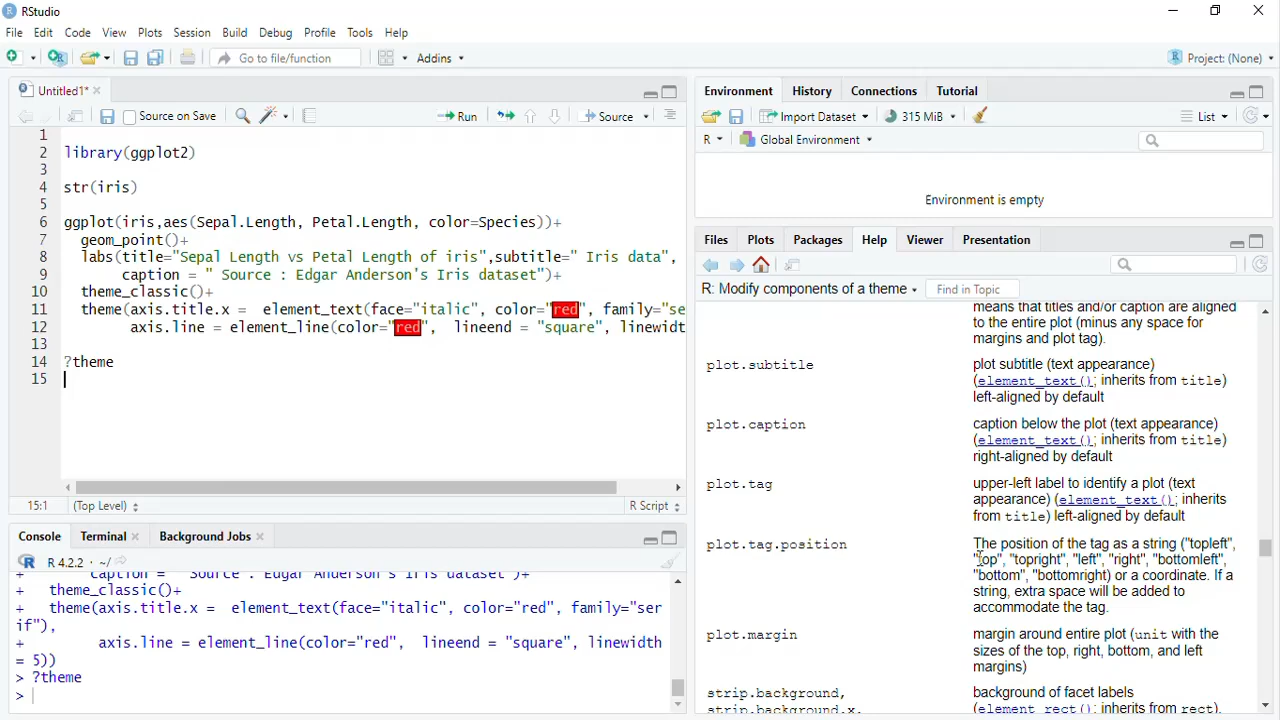 RStudio
File Edit Code View Plots Session Build Debug Profile Tools Help
Go to file/function Addins Project: (None)
Untitled1*
Source on Save Run Source
1
2 library(ggplot2)
3
4 str(iris)
5
6 ggplot(iris,aes(Sepal.Length, Petal.Length, color=Species))+
7 geom_point()+
8 labs(title="Sepal Length vs Petal Length of iris",subtitle=" Iris data",
9 caption = " Source : Edgar Anderson's Iris dataset")+
10 theme_classic()+
11 theme(axis.title.x = element_text(face="italic", color="red", family="se
12 axis.line = element_line(color="red", lineend = "square", linewidt
13
14 ?theme
15
15:1 (Top Level) R Script
Console Terminal Background Jobs
R 4.2.2 · ~/
+ caption = " Source : Edgar Anderson's Iris dataset")+
+ theme_classic()+
+ theme(axis.title.x = element_text(face="italic", color="red", family="ser
if"),
+ axis.line = element_line(color="red", lineend = "square", linewidth
= 5))
> ?theme
>
Environment History Connections Tutorial
Import Dataset 315 MiB List
R Global Environment
Environment is empty
Files Plots Packages Help Viewer Presentation
R: Modify components of a theme Find in Topic
means that titles and/or caption are aligned
to the entire plot (minus any space for
margins and plot tag).
plot.subtitle plot subtitle (text appearance)
(element_text(); inherits from title)
left-aligned by default
plot.caption caption below the plot (text appearance)
(element_text(); inherits from title)
right-aligned by default
plot.tag upper-left label to identify a plot (text
appearance) (element_text(); inherits
from title) left-aligned by default
plot.tag.position The position of the tag as a string ("topleft",
"top", "topright", "left", "right", "bottomleft",
"bottom", "bottomright) or a coordinate. If a
string, extra space will be added to
accommodate the tag.
plot.margin margin around entire plot (unit with the
sizes of the top, right, bottom, and left
margins)
strip.background, background of facet labels
strip.background.x, (element_rect(); inherits from rect).